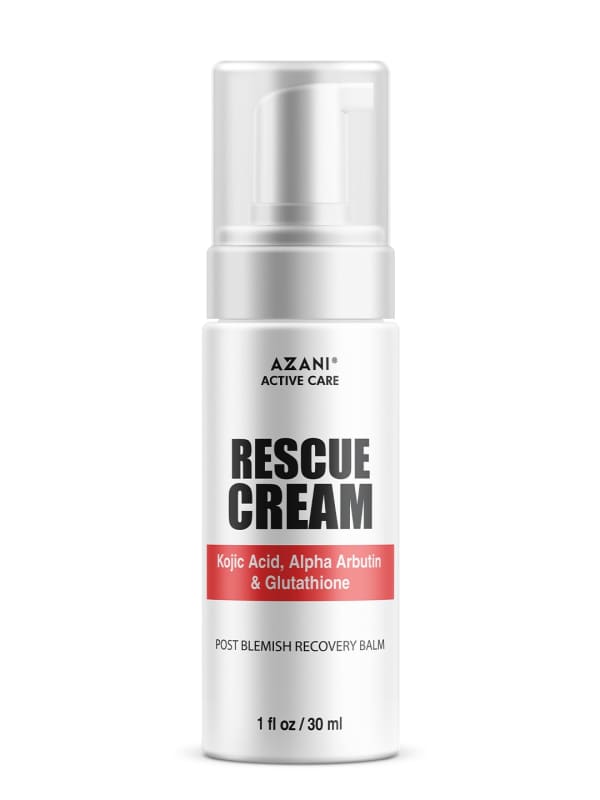 AZANI®
ACTIVE CARE
RESCUE
CREAM
Kojic Acid, Alpha Arbutin
& Glutathione
POST BLEMISH RECOVERY BALM
1 fl oz / 30 ml